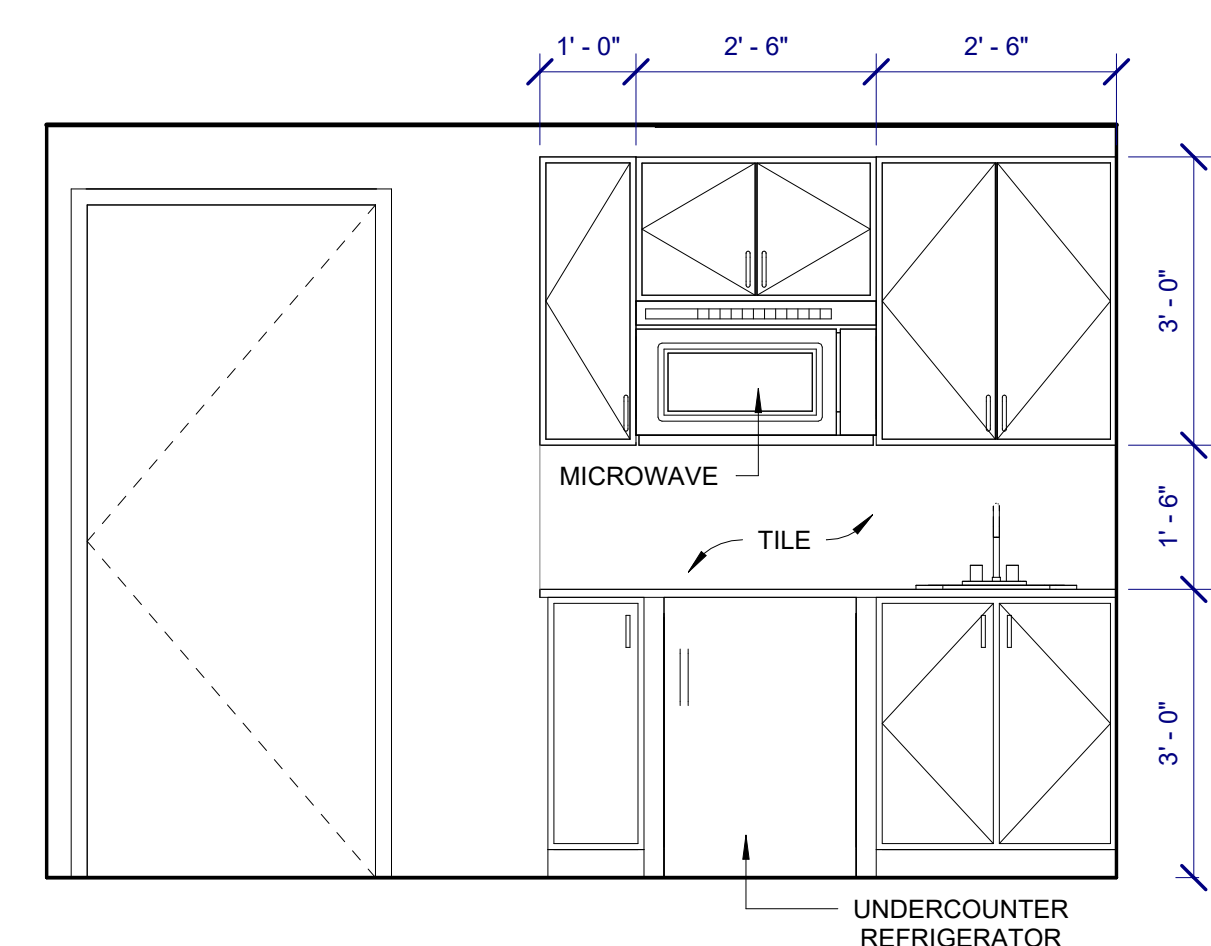 1' - 0"
2' - 6"
2' - 6"
3' - 0"
MICROWAVE
1' - 6"
TILE
3' - 0"
UNDERCOUNTER
REFRIGERATOR